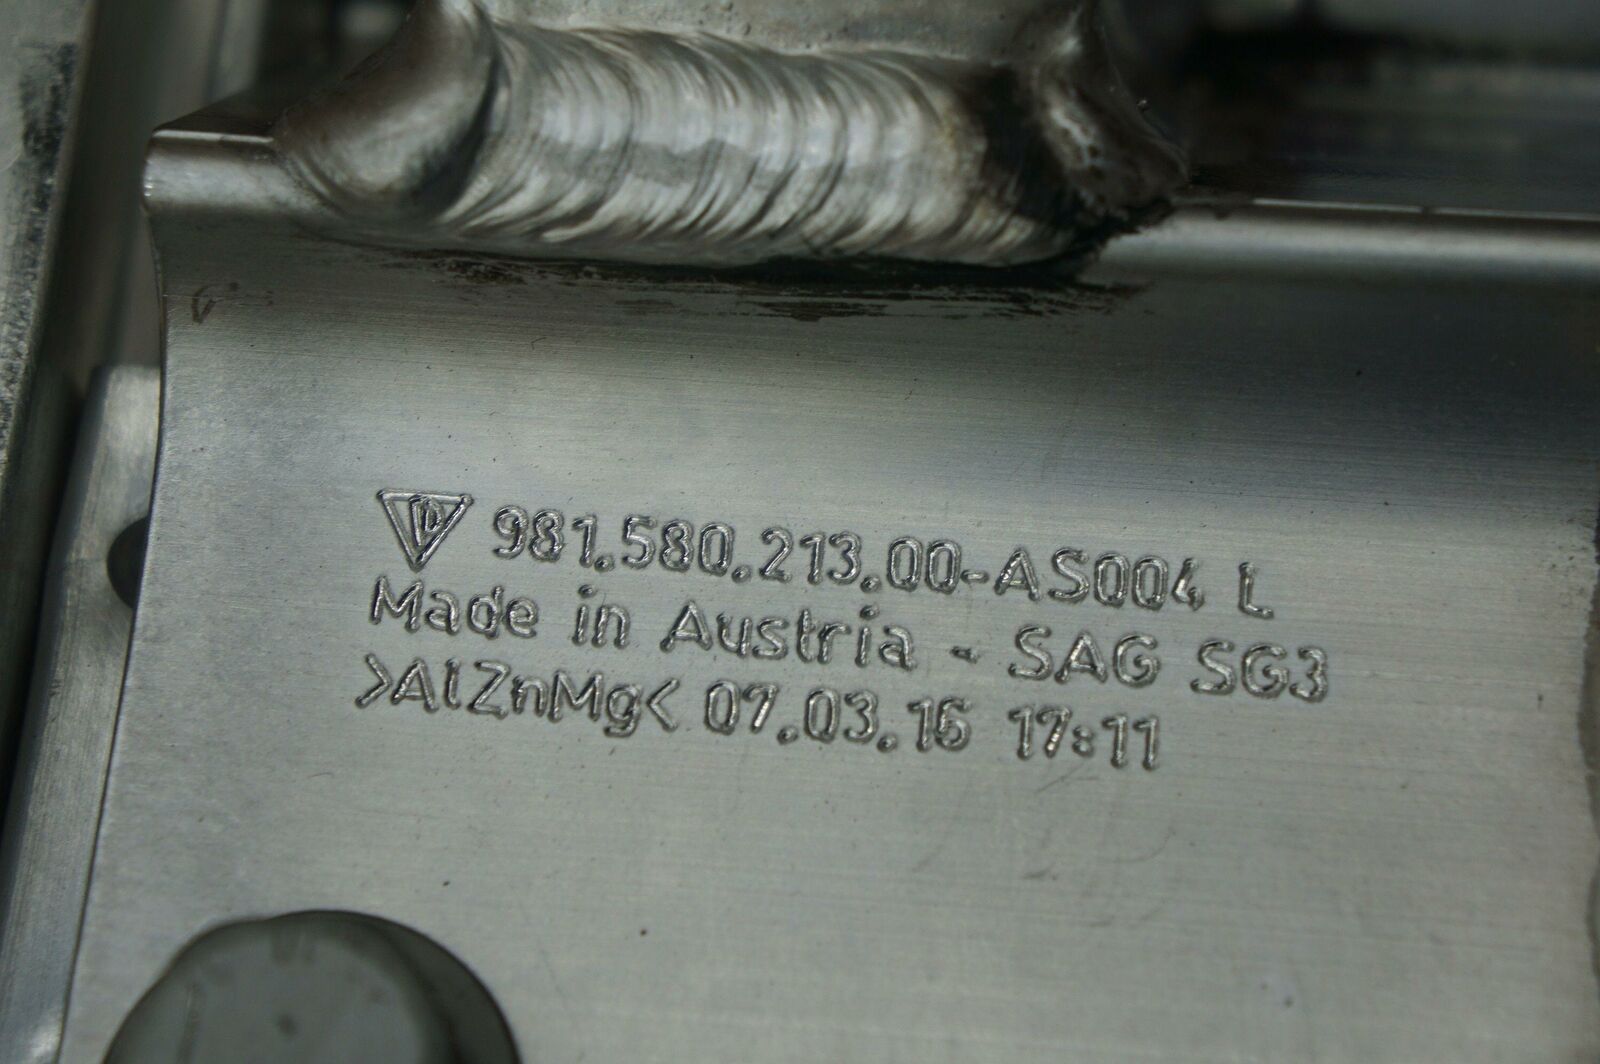 981.580.213.00-AS004 L
Made in Austria - SAG SG3
>AlZnMg< 07.03.16 17:11